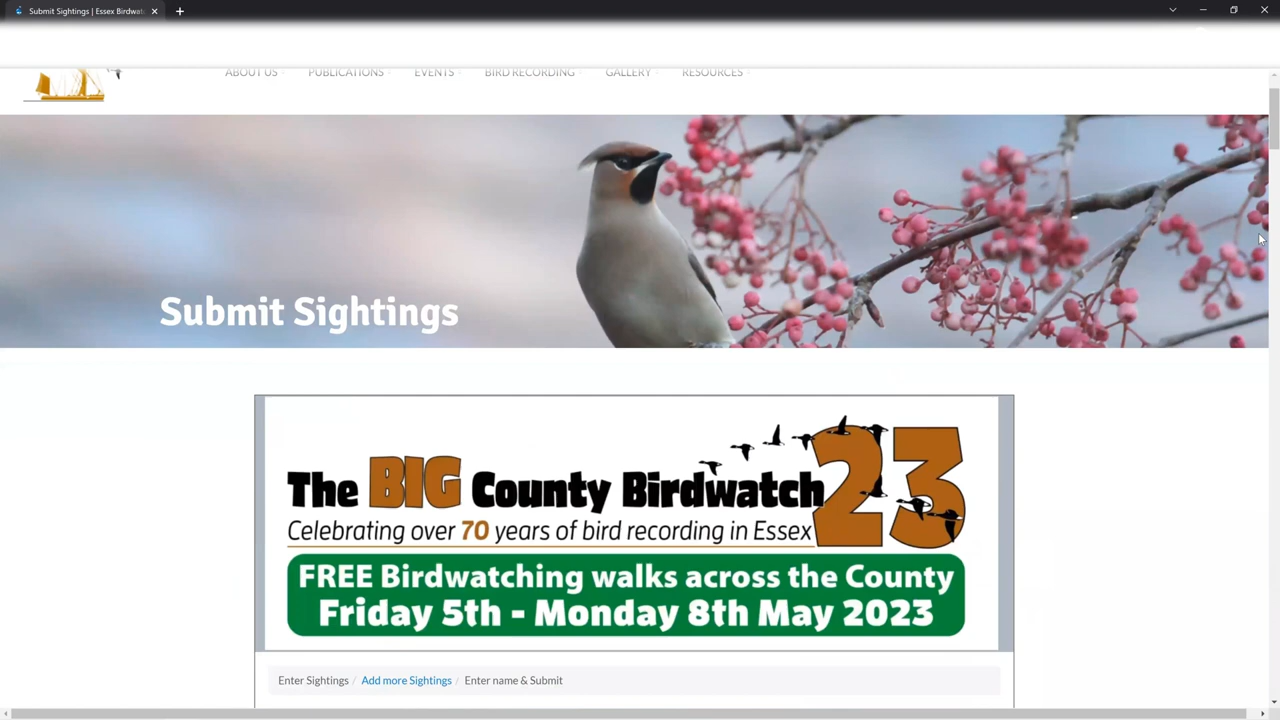 Submit Sightings | Essex Birdwat
ABOUT US PUBLICATIONS EVENTS BIRD RECORDING GALLERY RESOURCES
Submit Sightings
The BIG County Birdwatch 23
Celebrating over 70 years of bird recording in Essex
FREE Birdwatching walks across the County
Friday 5th - Monday 8th May 2023
Enter Sightings / Add more Sightings / Enter name & Submit